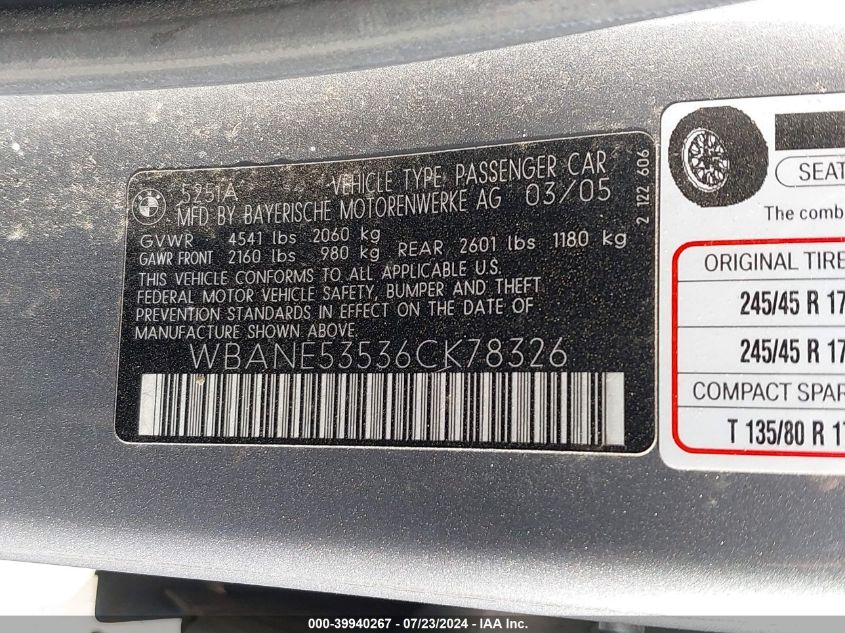 525IA VEHICLE TYPE PASSENGER CAR
MFD BY BAYERISCHE MOTORENWERKE AG 03/05
GVWR 4541 lbs 2060 kg
GAWR FRONT 2160 lbs 980 kg REAR 2601 lbs 1180 kg
THIS VEHICLE CONFORMS TO ALL APPLICABLE U.S.
FEDERAL MOTOR VEHICLE SAFETY, BUMPER AND THEFT
PREVENTION STANDARDS IN EFFECT ON THE DATE OF
MANUFACTURE SHOWN ABOVE.
WBANE53536CK78326
2 122 606
SEAT
The comb
ORIGINAL TIRE
245/45 R 17
245/45 R 17
COMPACT SPAR
T 135/80 R 17
000-39940267 - 07/23/2024 - IAAI, Inc.